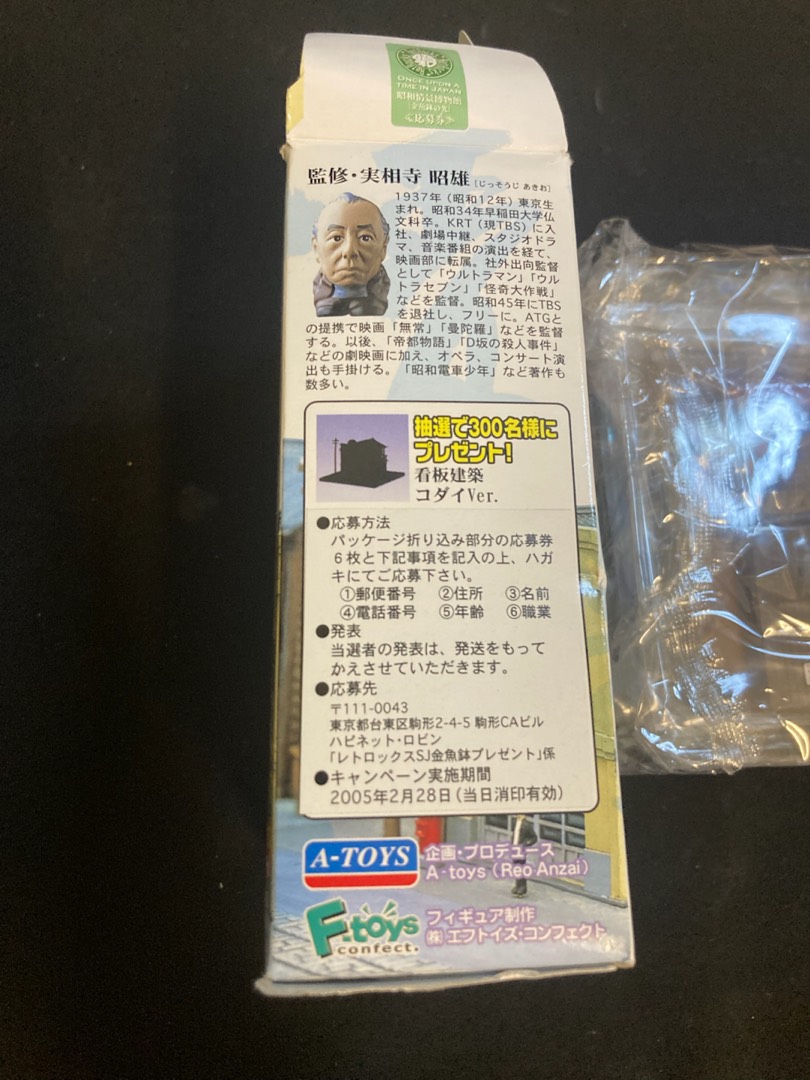 ONCE UPON A
TIME IN JAPAN
昭和情景博物館
応募券
監修・実相寺 昭雄 [じっそうじ あきお]
1937年（昭和12年）東京生
まれ。昭和34年早稲田大学仏
文科卒。KRT（現TBS）に入
社、劇場中継、スタジオドラ
マ、音楽番組の演出を経て、
映画部に転属。社外出向監督
として「ウルトラマン」「ウル
トラセブン」「怪奇大作戦」
などを監督。昭和45年にTBS
を退社し、フリーに。ATGと
の提携で映画「無常」「曼陀羅」などを監督
する。以後、「帝都物語」「D坂の殺人事件」
などの劇映画に加え、オペラ、コンサート演
出も手掛ける。「昭和電車少年」など著作も
数多い。
抽選で300名様に
プレゼント!
看板建築
コダイVer.
●応募方法
パッケージ折り込み部分の応募券
６枚と下記事項を記入の上、ハガ
キにてご応募下さい。
①郵便番号 ②住所 ③名前
④電話番号 ⑤年齢 ⑥職業
●発表
当選者の発表は、発送をもって
かえさせていただきます。
●応募先
〒111-0043
東京都台東区駒形2-4-5 駒形CAビル
ハピネット・ロビン
「レトロックスSJ金魚鉢プレゼント」係
●キャンペーン実施期間
2005年2月28日（当日消印有効）
A-TOYS 企画・プロデュース
A-toys（Reo Anzai）
F-toys フィギュア制作
confect. ㈱エフトイズ・コンフェクト